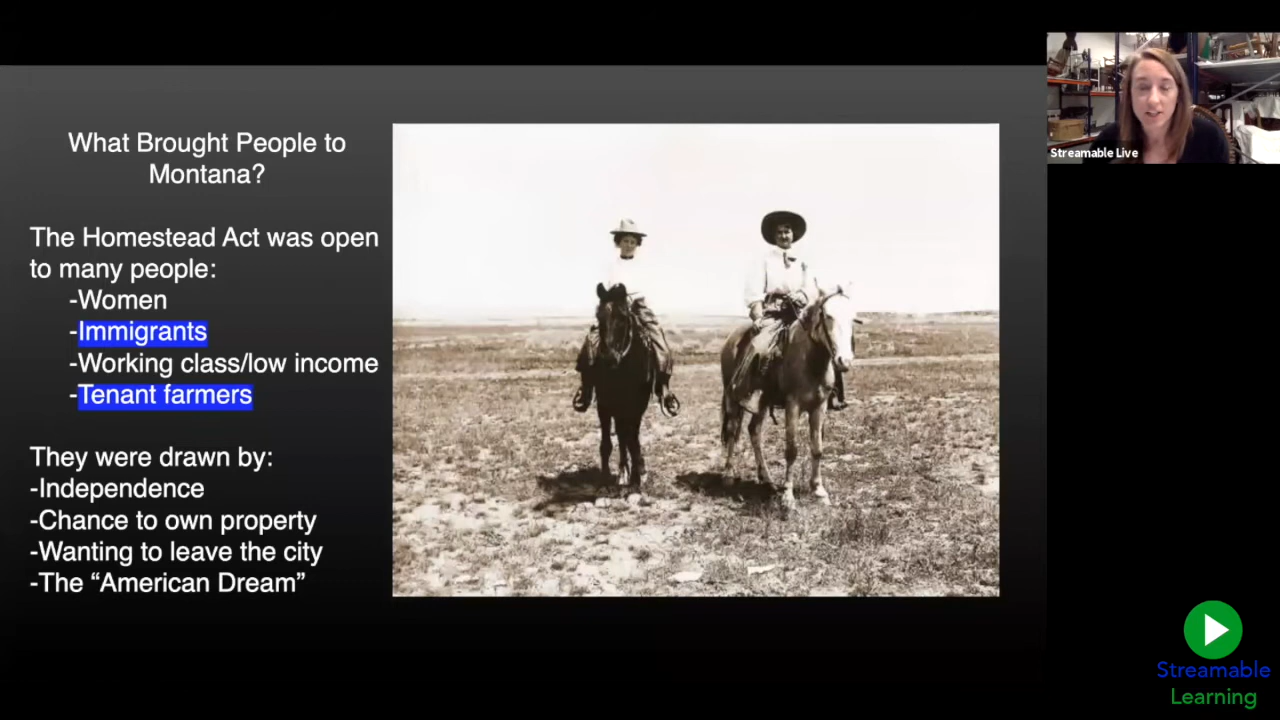 What Brought People to
Montana?
The Homestead Act was open
to many people:
-Women
-Immigrants
-Working class/low income
-Tenant farmers
They were drawn by:
-Independence
-Chance to own property
-Wanting to leave the city
-The “American Dream”
Streamable Live
Streamable
Learning